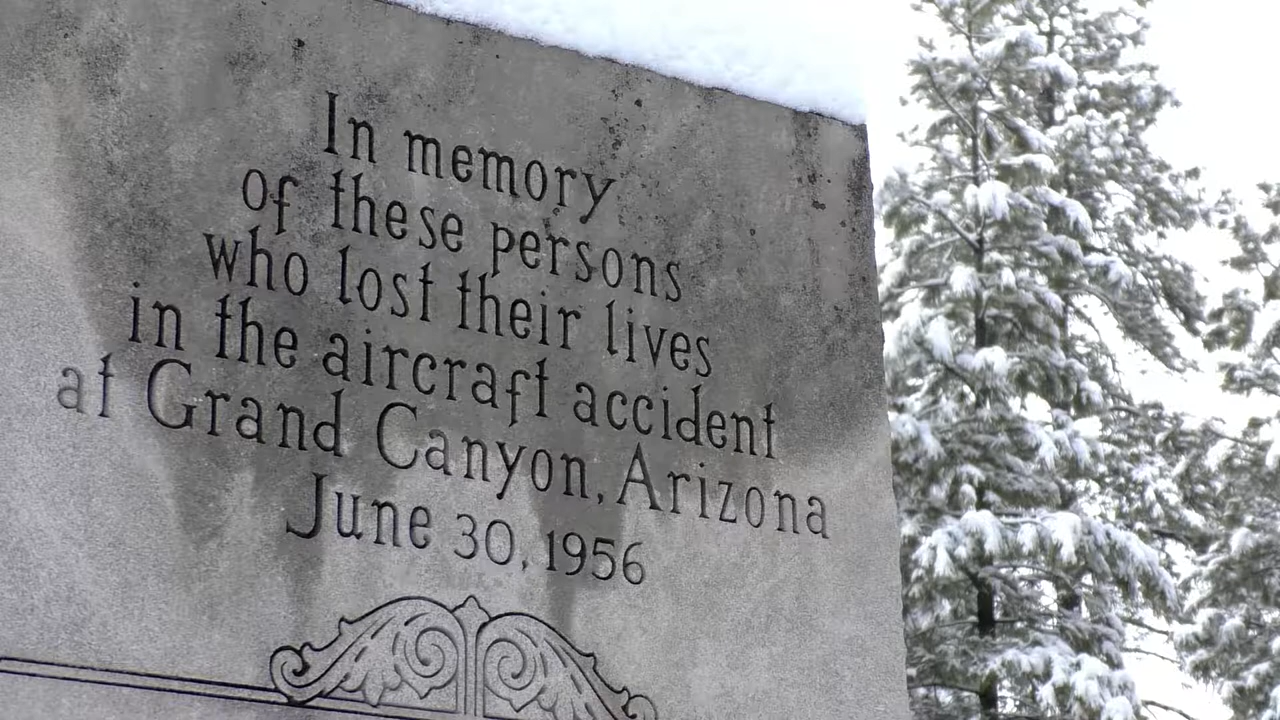 In memory
of these persons
who lost their lives
in the aircraft accident
at Grand Canyon, Arizona
June 30, 1956